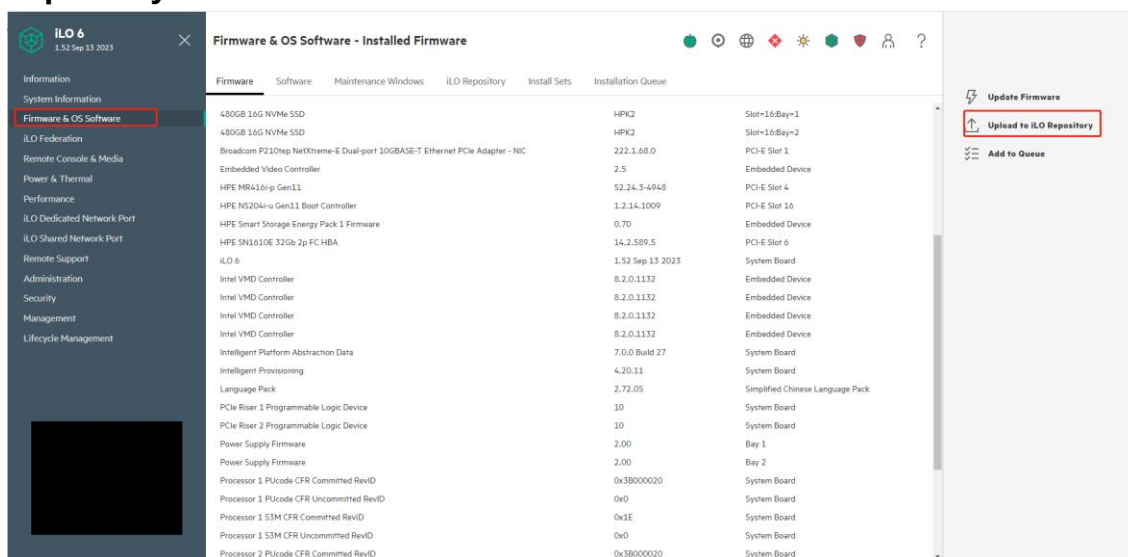 iLO 6
1.52 Sep 13 2023
Firmware & OS Software - Installed Firmware
Information
System Information
Firmware & OS Software
iLO Federation
Remote Console & Media
Power & Thermal
Performance
iLO Dedicated Network Port
iLO Shared Network Port
Remote Support
Administration
Security
Management
Lifecycle Management
Firmware Software Maintenance Windows iLO Repository Install Sets Installation Queue
480GB 16G NVMe SSD HPK2 Slot=16:Bay=1
480GB 16G NVMe SSD HPK2 Slot=16:Bay=2
Broadcom P210tep NetXtreme-E Dual-port 10GBASE-T Ethernet PCIe Adapter - NIC 222.1.68.0 PCI-E Slot 1
Embedded Video Controller 2.5 Embedded Device
HPE MR416i-p Gen11 52.24.3-4948 PCI-E Slot 4
HPE NS204i-u Gen11 Boot Controller 1.2.14.1009 PCI-E Slot 16
HPE Smart Storage Energy Pack 1 Firmware 0.70 Embedded Device
HPE SN1610E 32Gb 2p FC HBA 14.2.589.5 PCI-E Slot 6
iLO 6 1.52 Sep 13 2023 System Board
Intel VMD Controller 8.2.0.1132 Embedded Device
Intel VMD Controller 8.2.0.1132 Embedded Device
Intel VMD Controller 8.2.0.1132 Embedded Device
Intel VMD Controller 8.2.0.1132 Embedded Device
Intelligent Platform Abstraction Data 7.0.0 Build 27 System Board
Intelligent Provisioning 4.20.11 System Board
Language Pack 2.72.05 Simplified Chinese Language Pack
PCIe Riser 1 Programmable Logic Device 10 System Board
PCIe Riser 2 Programmable Logic Device 10 System Board
Power Supply Firmware 2.00 Bay 1
Power Supply Firmware 2.00 Bay 2
Processor 1 PUcode CFR Committed RevID 0x3B000020 System Board
Processor 1 PUcode CFR Uncommitted RevID 0x0 System Board
Processor 1 S3M CFR Committed RevID 0x1E System Board
Processor 1 S3M CFR Uncommitted RevID 0x0 System Board
Processor 2 PUcode CFR Committed RevID 0x3B000020 System Board
Update Firmware
Upload to iLO Repository
Add to Queue